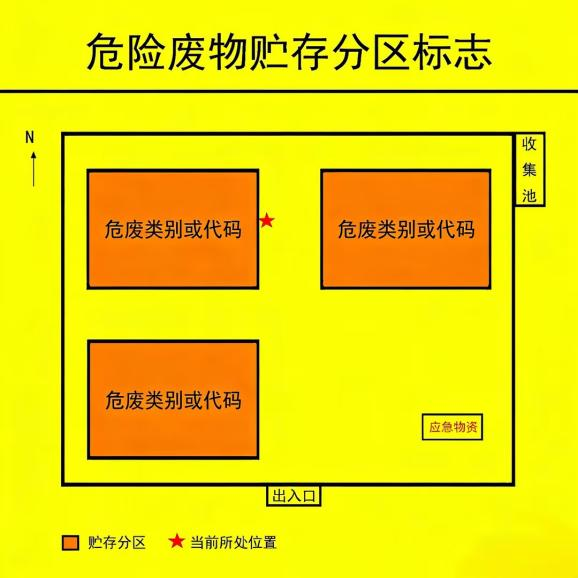 危险废物贮存分区标志
N
收集池
危废类别或代码
危废类别或代码
危废类别或代码
应急物资
出入口
贮存分区
当前所处位置